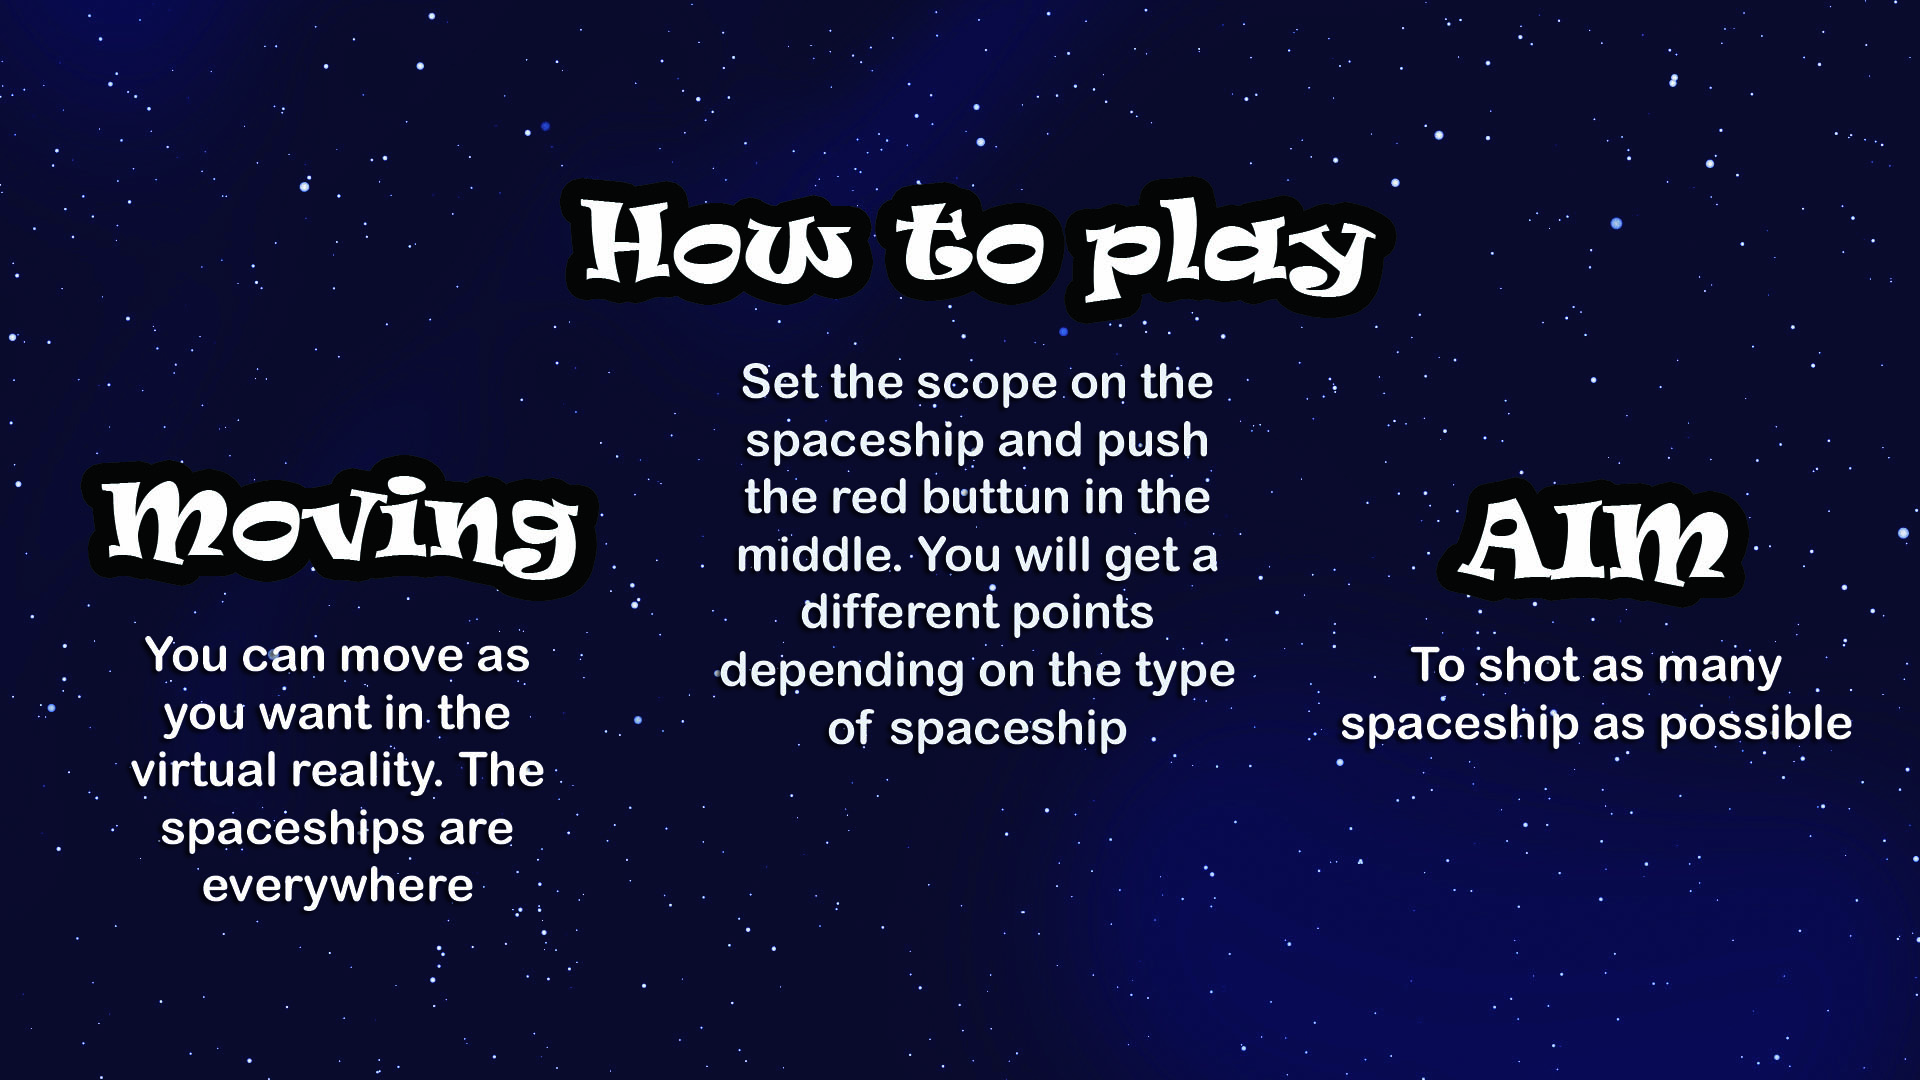 How to play
Set the scope on the
spaceship and push
the red buttun in the
middle. You will get a
different points
depending on the type
of spaceship
Moving
You can move as
you want in the
virtual reality. The
spaceships are
everywhere
AIM
To shot as many
spaceship as possible